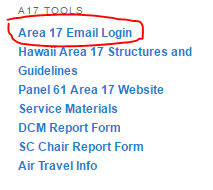 A17 TOOLS
Area 17 Email Login
Hawaii Area 17 Structures and
Guidelines
Panel 61 Area 17 Website
Service Materials
DCM Report Form
SC Chair Report Form
Air Travel Info